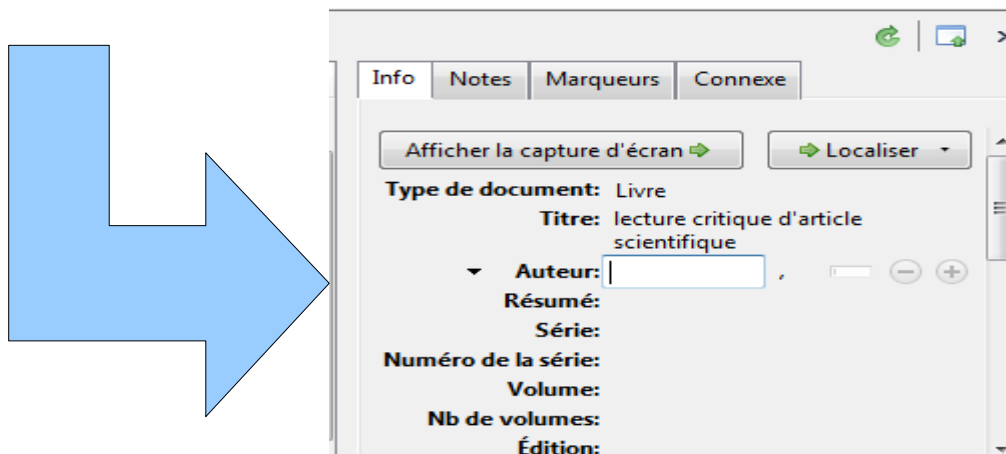 Info Notes Marqueurs Connexe
Afficher la capture d'écran Localiser
Type de document: Livre
Titre: lecture critique d'article
scientifique
Auteur: ,
Résumé:
Série:
Numéro de la série:
Volume:
Nb de volumes:
Édition: